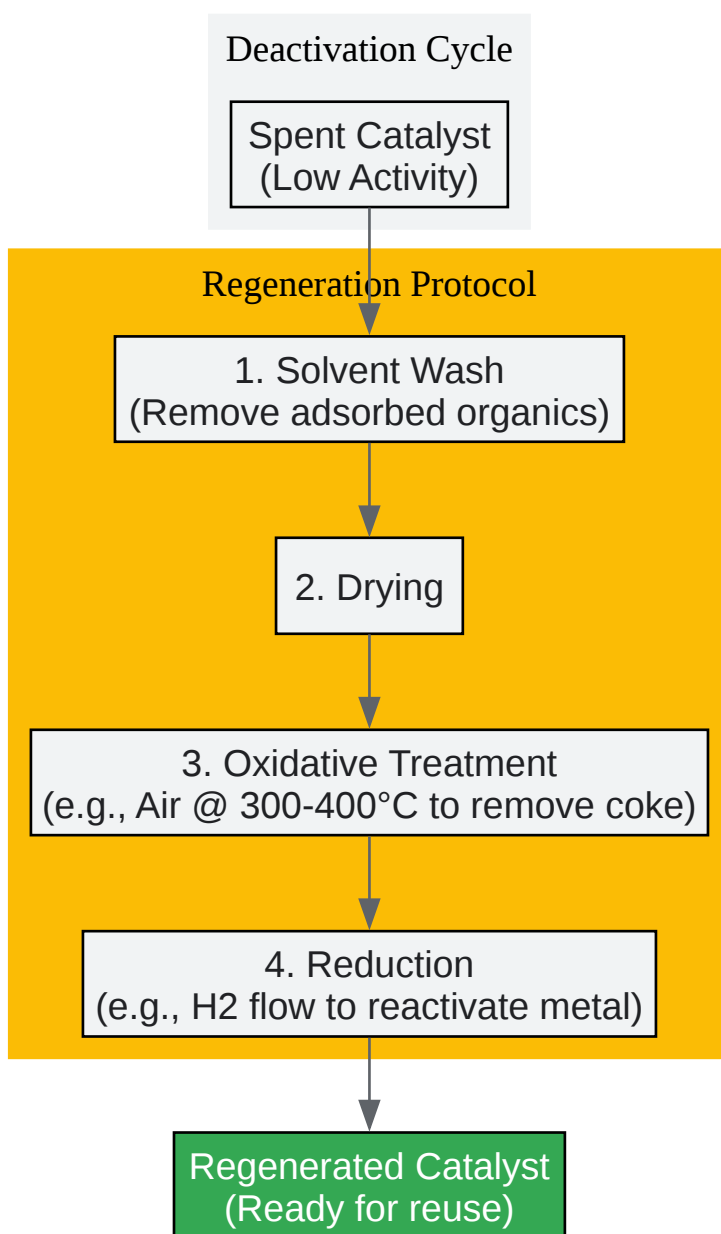 Deactivation Cycle
Spent Catalyst
(Low Activity)
Regeneration Protocol
1. Solvent Wash
(Remove adsorbed organics)
2. Drying
3. Oxidative Treatment
(e.g., Air @ 300-400°C to remove coke)
4. Reduction
(e.g., H2 flow to reactivate metal)
Regenerated Catalyst
(Ready for reuse)